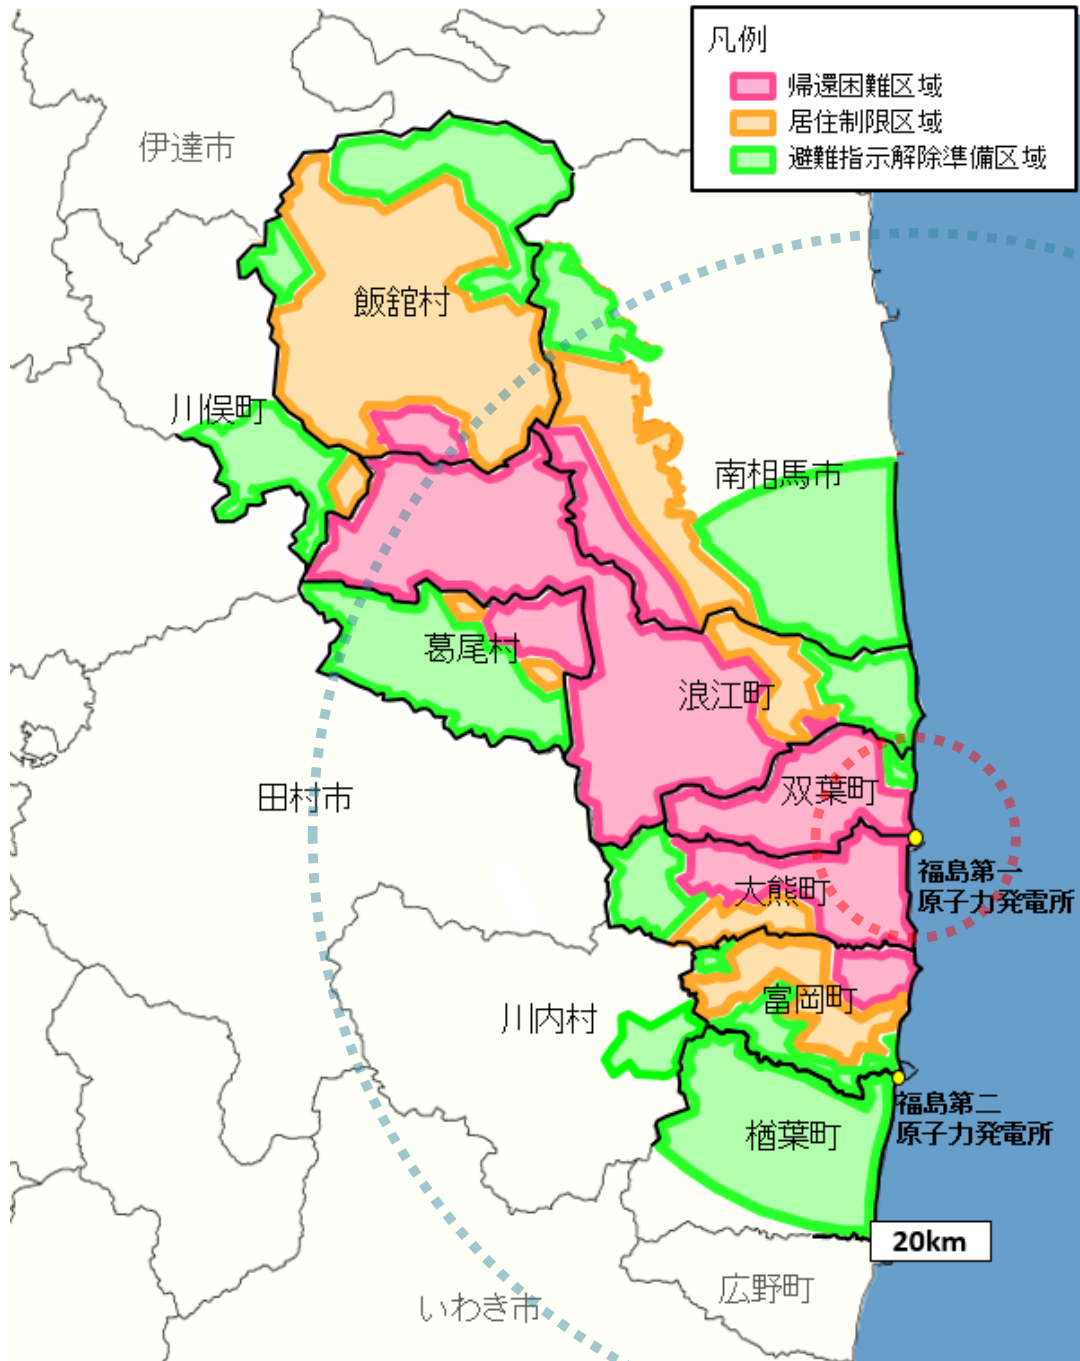 凡例
帰還困難区域
居住制限区域
避難指示解除準備区域
伊達市
飯舘村
川俣町
南相馬市
葛尾村
浪江町
田村市
双葉町
福島第一
原子力発電所
大熊町
富岡町
川内村
福島第二
原子力発電所
楢葉町
20km
広野町
いわき市